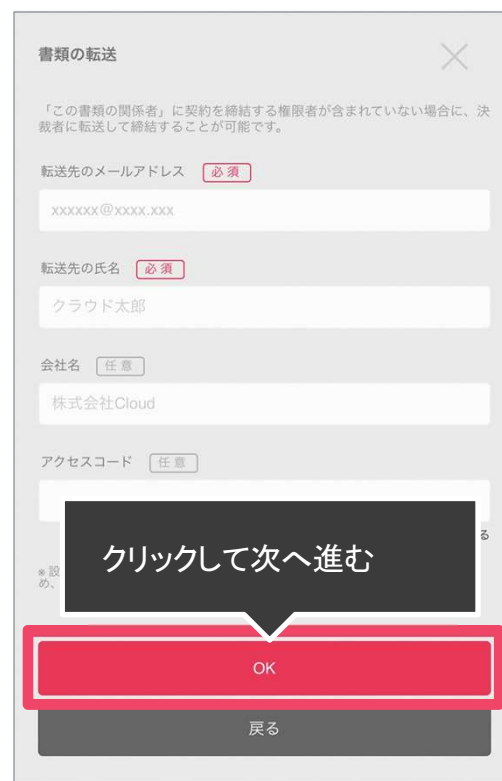 書類の転送
「この書類の関係者」に契約を締結する権限者が含まれていない場合に、決
裁者に転送して締結することが可能です。
転送先のメールアドレス 必須
xxxxxx@xxxx.xxx
転送先の氏名 必須
クラウド太郎
会社名 任意
株式会社Cloud
アクセスコード 任意
る
クリックして次へ進む
※設
め、
OK
戻る